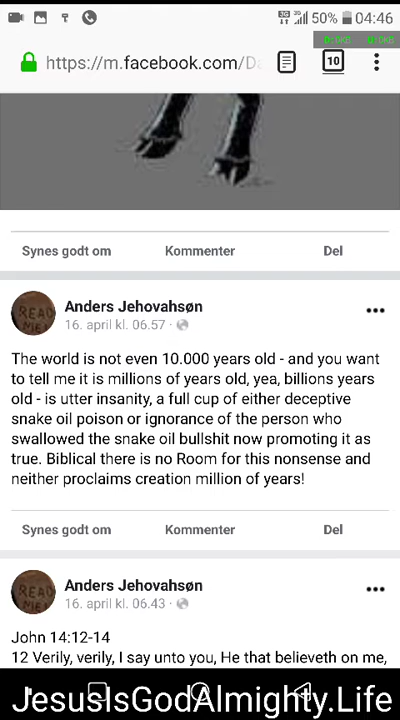 2G 3G 50% 04:46
https://m.facebook.com/Da
10
Synes godt om Kommenter Del
READ
ME!
Anders Jehovahsøn
16. april kl. 06.57 ·
The world is not even 10.000 years old - and you want
to tell me it is millions of years old, yea, billions years
old - is utter insanity, a full cup of either deceptive
snake oil poison or ignorance of the person who
swallowed the snake oil bullshit now promoting it as
true. Biblical there is no Room for this nonsense and
neither proclaims creation million of years!
Synes godt om Kommenter Del
READ
ME!
Anders Jehovahsøn
16. april kl. 06.43 ·
John 14:12-14
12 Verily, verily, I say unto you, He that believeth on me,
JesusIsGodAlmighty.Life